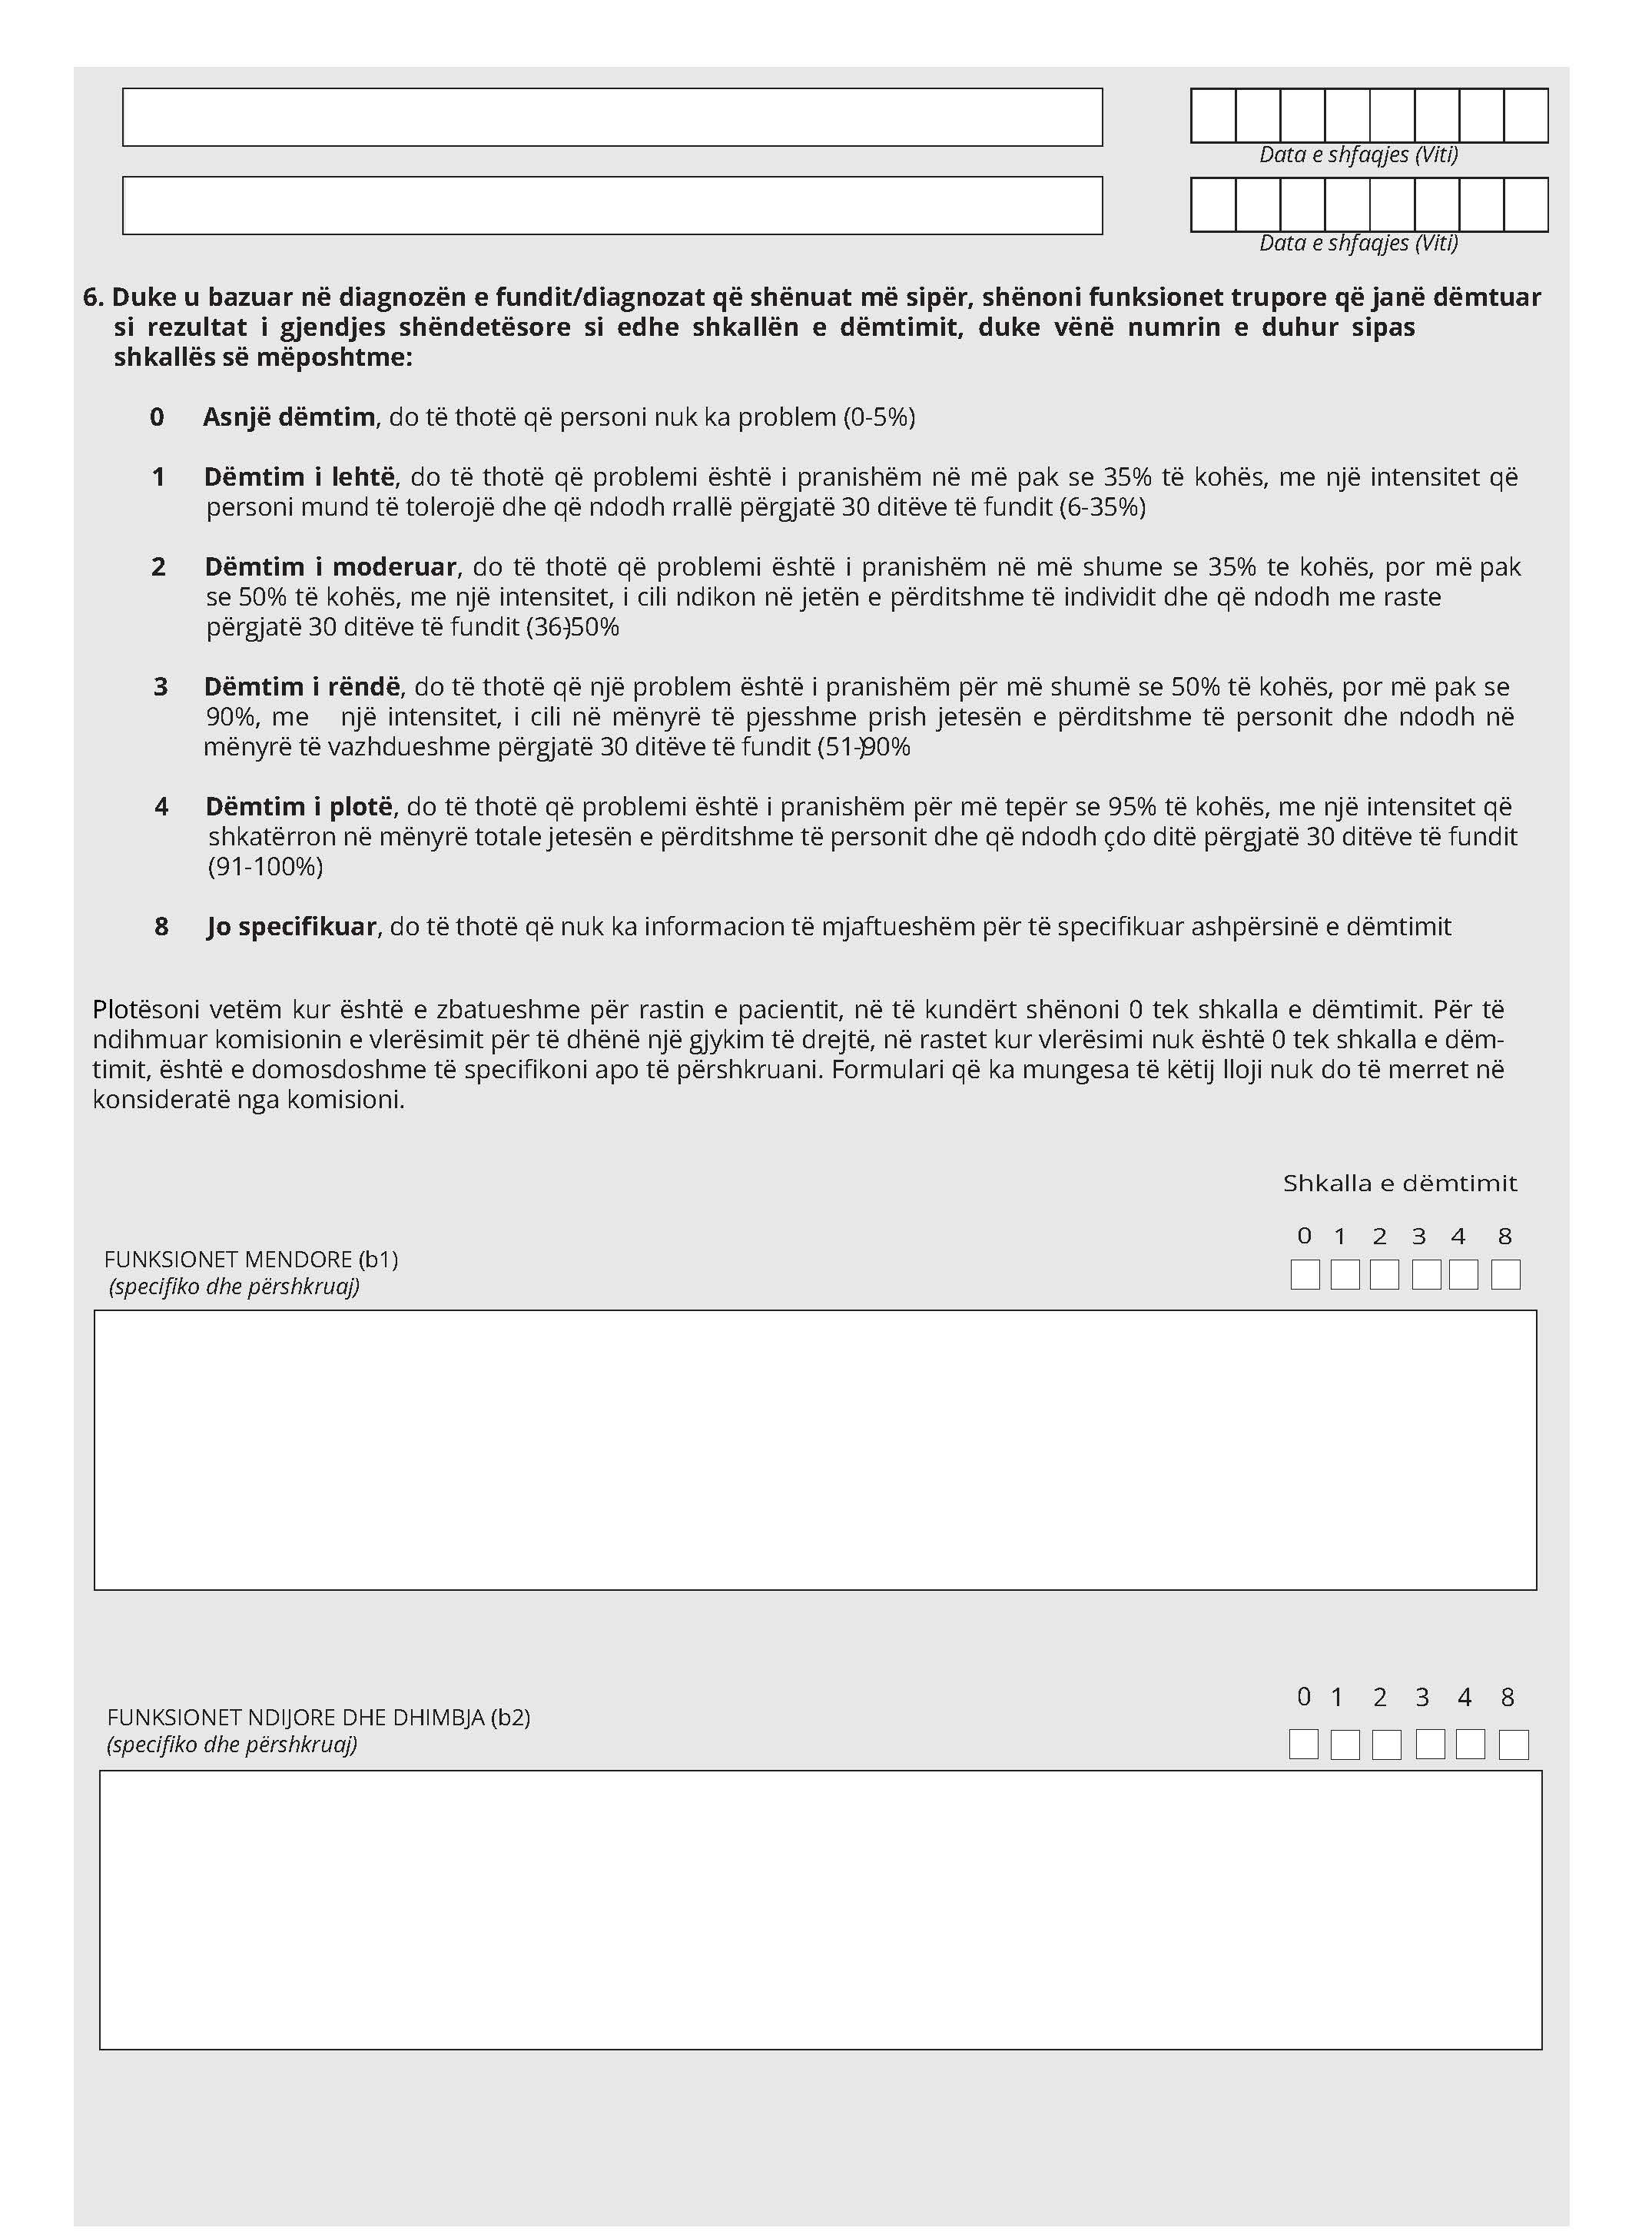 Data e shfaqjes (Viti)
Data e shfaqjes (Viti)
6. Duke u bazuar në diagnozën e fundit/diagnozat që shënuat më sipër, shënoni funksionet trupore që janë dëmtuar
si rezultat i gjendjes shëndetësore si edhe shkallën e dëmtimit, duke vënë numrin e duhur sipas
shkallës së mëposhtme:
0 Asnjë dëmtim, do të thotë që personi nuk ka problem (0-5%)
1 Dëmtim i lehtë, do të thotë që problemi është i pranishëm në më pak se 35% të kohës, me një intensitet që
personi mund të tolerojë dhe që ndodh rrallë përgjatë 30 ditëve të fundit (6-35%)
2 Dëmtim i moderuar, do të thotë që problemi është i pranishëm në më shume se 35% te kohës, por më pak
se 50% të kohës, me një intensitet, i cili ndikon në jetën e përditshme të individit dhe që ndodh me raste
përgjatë 30 ditëve të fundit (36-)50%
3 Dëmtim i rëndë, do të thotë që një problem është i pranishëm për më shumë se 50% të kohës, por më pak se
90%, me një intensitet, i cili në mënyrë të pjesshme prish jetesën e përditshme të personit dhe ndodh në
mënyrë të vazhdueshme përgjatë 30 ditëve të fundit (51-)90%
4 Dëmtim i plotë, do të thotë që problemi është i pranishëm për më tepër se 95% të kohës, me një intensitet që
shkatërron në mënyrë totale jetesën e përditshme të personit dhe që ndodh çdo ditë përgjatë 30 ditëve të fundit
(91-100%)
8 Jo specifikuar, do të thotë që nuk ka informacion të mjaftueshëm për të specifikuar ashpërsinë e dëmtimit
Plotësoni vetëm kur është e zbatueshme për rastin e pacientit, në të kundërt shënoni 0 tek shkalla e dëmtimit. Për të
ndihmuar komisionin e vlerësimit për të dhënë një gjykim të drejtë, në rastet kur vlerësimi nuk është 0 tek shkalla e dëm-
timit, është e domosdoshme të specifikoni apo të përshkruani. Formulari që ka mungesa të këtij lloji nuk do të merret në
konsideratë nga komisioni.
Shkalla e dëmtimit
0 1 2 3 4 8
FUNKSIONET MENDORE (b1)
(specifiko dhe përshkruaj)
0 1 2 3 4 8
FUNKSIONET NDIJORE DHE DHIMBJA (b2)
(specifiko dhe përshkruaj)